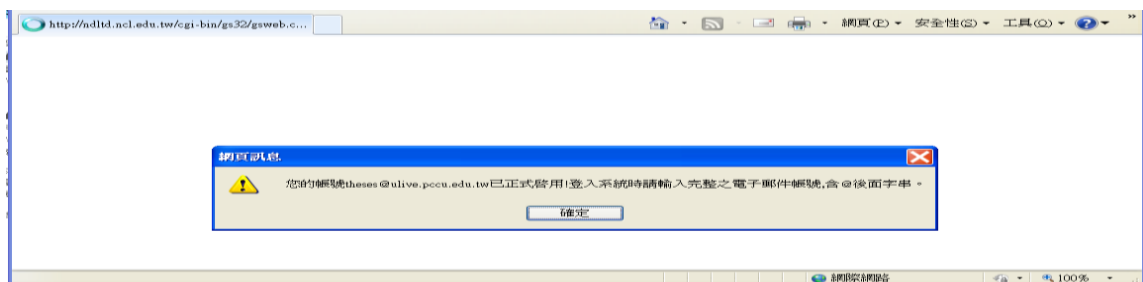 http://ndltd.ncl.edu.tw/cgi-bin/gs32/gsweb.c... 網頁(P) 安全性(S) 工具(O) »
網頁訊息
您的帳號theses@ulive.pccu.edu.tw已正式啓用!登入系統時請輸入完整之電子郵件帳號,含@後面字串。
確定
網際網路 100%